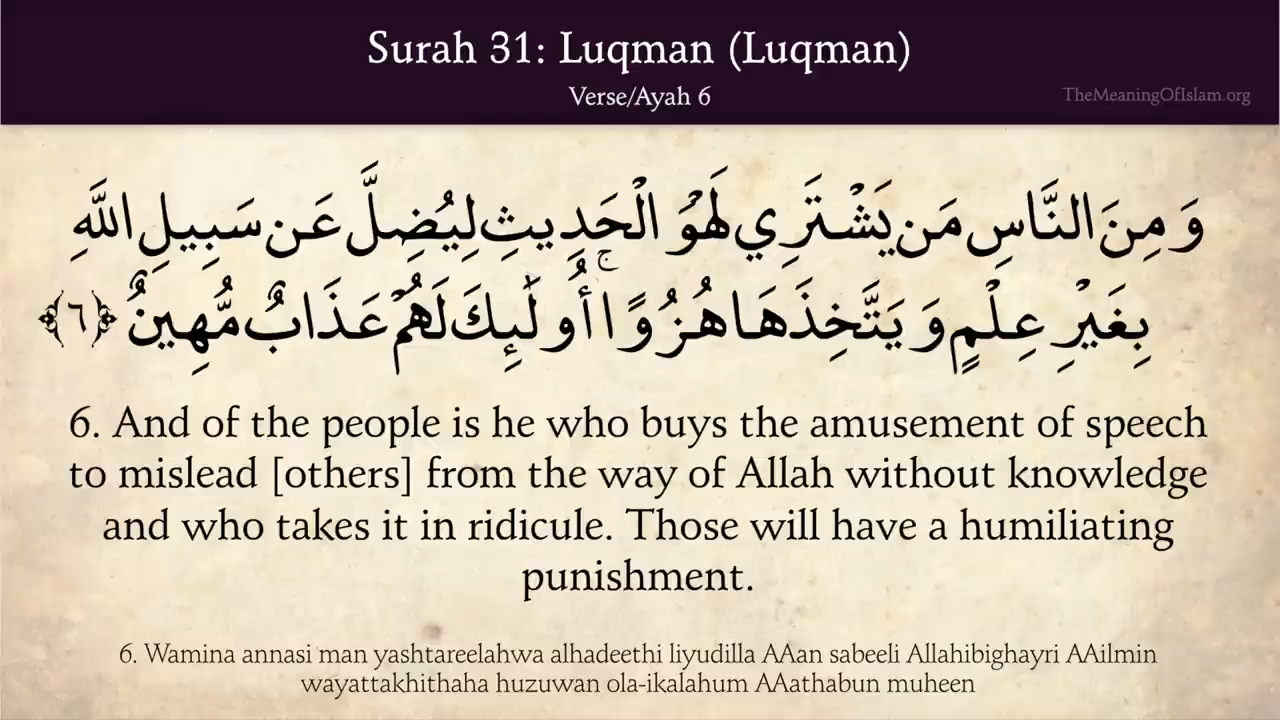 Surah 31: Luqman (Luqman)
Verse/Ayah 6
TheMeaningOfIslam.org
وَمِنَ النَّاسِ مَن يَشْتَرِي لَهْوَ الْحَدِيثِ لِيُضِلَّ عَن سَبِيلِ اللَّهِ
بِغَيْرِ عِلْمٍ وَيَتَّخِذَهَا هُزُوًا ۚ أُولَٰئِكَ لَهُمْ عَذَابٌ مُّهِينٌ ﴿٦﴾
6. And of the people is he who buys the amusement of speech
to mislead [others] from the way of Allah without knowledge
and who takes it in ridicule. Those will have a humiliating
punishment.
6. Wamina annasi man yashtareelahwa alhadeethi liyudilla AAan sabeeli Allahibighayri AAilmin
wayattakhithaha huzuwan ola-ikalahum AAathabun muheen